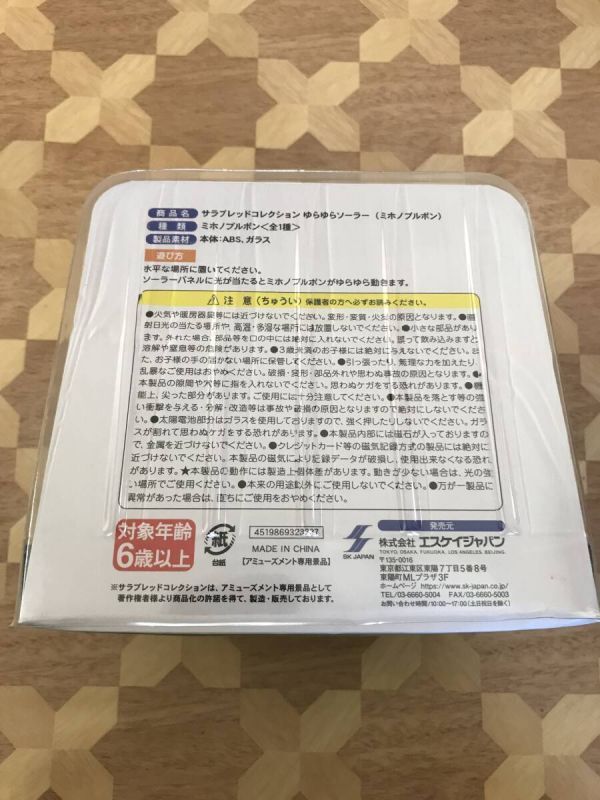 商品名 サラブレッドコレクション ゆらゆらソーラー（ミホノブルボン）
種類 ミホノブルボン＜全1種＞
製品素材 本体:ABS、ガラス
遊び方
水平な場所に置いてください。
ソーラーパネルに光が当たるとミホノブルボンがゆらゆら動きます。
⚠注意（ちゅうい）保護者の方へ必ずお読みください。
●火気や暖房器具等には近づけないでください。変形・変質・火災の原因となります。●直
射日光の当たる場所や、高温・多湿な場所には放置しないでください。●小さな部品があり
ます。外れた場合、部品等を口の中には絶対に入れないでください。誤って飲み込みますと
溶解や窒息等の危険があります。●3歳未満のお子様には絶対に与えないでください。ま
た、お子様の手の届かない場所に保管してください。●引っ張ったり、無理な力を加えたり、
乱暴なご使用はおやめください。破損・変形・部品外れや思わぬ事故の原因となります。●
本製品の隙間や穴等に指を入れないでください。思わぬケガをする恐れがあります。●機
能上、尖った部分があります。ご使用には十分注意してください。●本製品を落とす等の強
い衝撃を与える・分解・改造等は事故や破損の原因となりますので絶対にしないでくださ
い。●太陽電池部分はガラスを使用しておりますので、強く押したりしないでください。ガラス
が割れて思わぬケガをする恐れがあります。●本製品内部には磁石が入っておりますの
で、金属を近づけないでください。●クレジットカード等の磁気記録方式の製品には絶対に
近づけないでください。本製品の磁気により記録データが破損し、使用出来なくなる恐れ
があります。★本製品の動作には製造上個体差があります。動きが少ない場合は、光の強
い場所でご使用ください。●本来の用途以外にご使用しないでください。●万が一製品に
異常があった場合は、直ちにご使用をおやめください。
対象年齢
6歳以上
紙
台紙
MADE IN CHINA
【アミューズメント専用景品】
SK JAPAN
発売元
株式会社 エスケイジャパン
TOKYO, OSAKA, FUKUOKA, LOS ANGELES, BEIJING.
〒135-0016
東京都江東区東陽7丁目5番8号
東陽町MLプラザ3F
ホームページ https://www.sk-japan.co.jp/
TEL/03-6660-5004 FAX/03-6660-5003
お問い合わせ時間/10:00〜17:00（土日祝日を除く）
※サラブレッドコレクションは、アミューズメント専用景品として
著作権者様より商品化の許諾を得て、製造・販売しております。